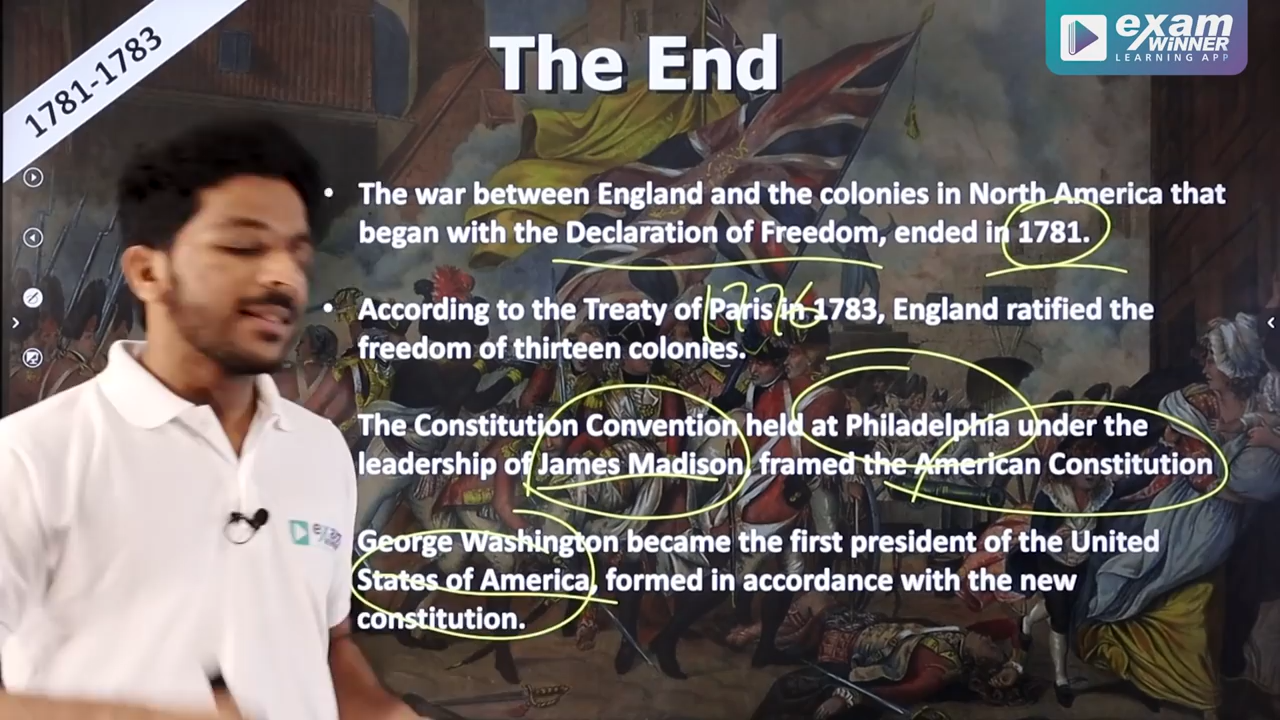 1781-1783
The End
exam
WINNER
LEARNING APP
• The war between England and the colonies in North America that
began with the Declaration of Freedom, ended in 1781.
1776
• According to the Treaty of Paris in 1783, England ratified the
freedom of thirteen colonies.
The Constitution Convention held at Philadelphia under the
leadership of James Madison, framed the American Constitution
George Washington became the first president of the United
States of America, formed in accordance with the new
constitution.